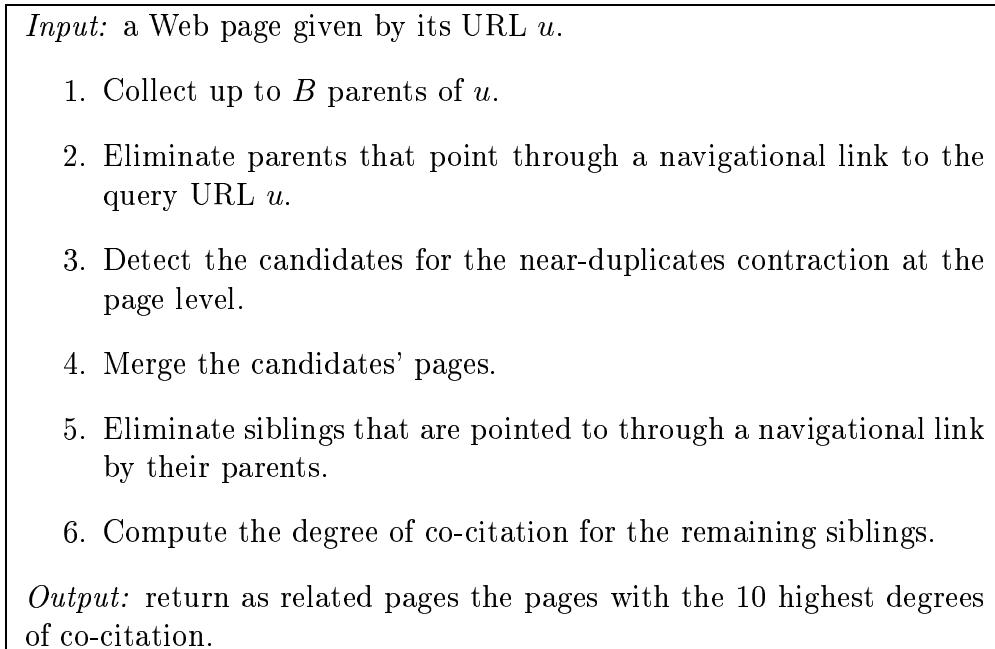 Input: a Web page given by its URL u.
1. Collect up to B parents of u.
2. Eliminate parents that point through a navigational link to the
query URL u.
3. Detect the candidates for the near-duplicates contraction at the
page level.
4. Merge the candidates' pages.
5. Eliminate siblings that are pointed to through a navigational link
by their parents.
6. Compute the degree of co-citation for the remaining siblings.
Output: return as related pages the pages with the 10 highest degrees
of co-citation.